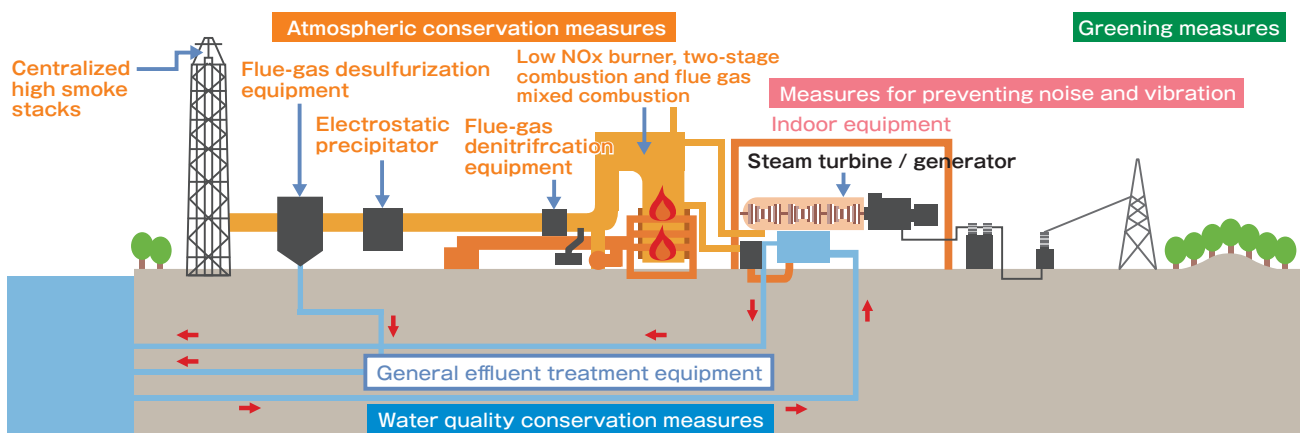 Atmospheric conservation measures
Greening measures
Centralized
high smoke
stacks
Flue-gas desulfurization
equipment
Electrostatic
precipitator
Flue-gas
denitrifrcation
equipment
Low NOx burner, two-stage
combustion and flue gas
mixed combustion
Measures for preventing noise and vibration
Indoor equipment
Steam turbine / generator
General effluent treatment equipment
Water quality conservation measures